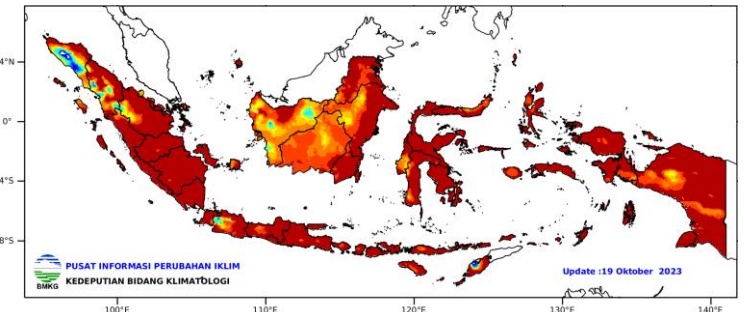 4°N
0°
4°S
8°S
PUSAT INFORMASI PERUBAHAN IKLIM
BMKG
KEDEPUTIAN BIDANG KLIMATOLOGI
Update :19 Oktober 2023
100°E
110°E
120°E
130°E
140°E